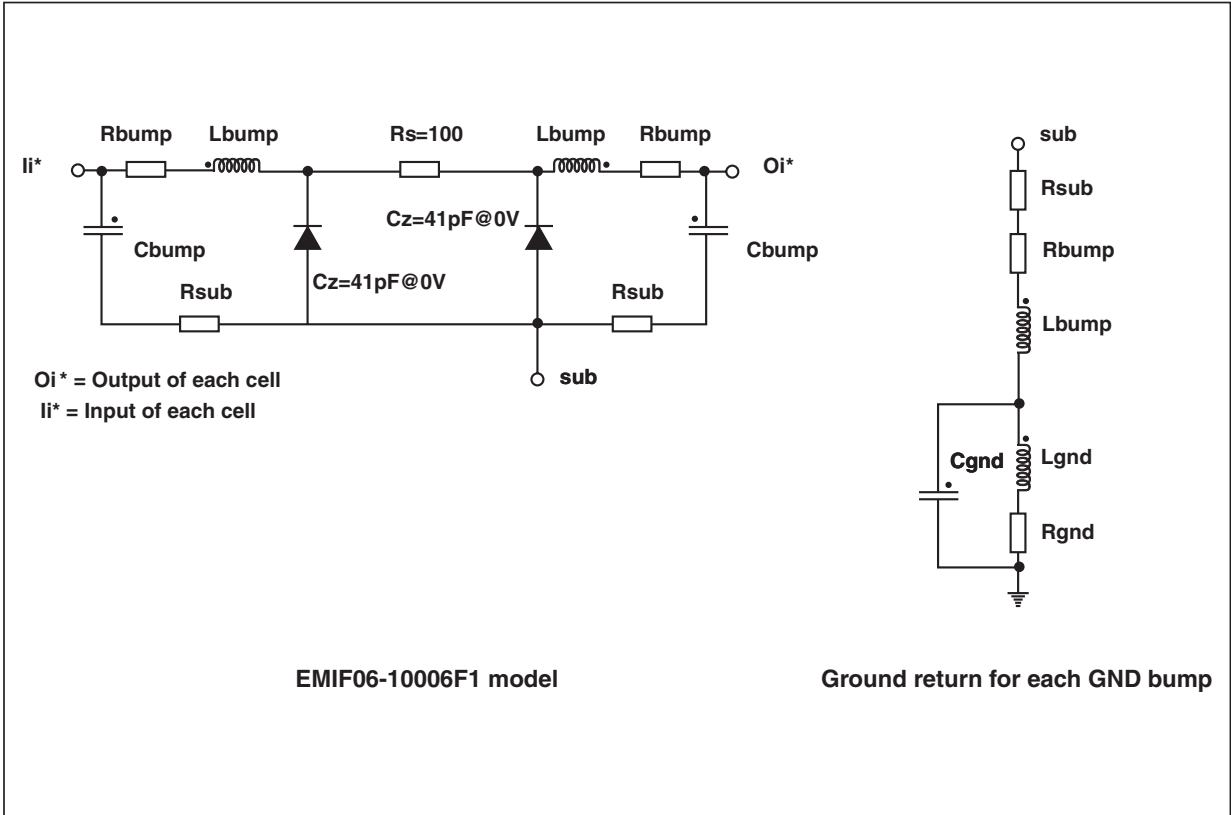 Rbump
Lbump
Rs=100
Lbump
Rbump
Ii*
Oi*
Cz=41pF@0V
Cbump
Cbump
Cz=41pF@0V
Rsub
Rsub
sub
Oi* = Output of each cell
Ii* = Input of each cell
sub
Rsub
Rbump
Lbump
Cgnd
Lgnd
Rgnd
EMIF06-10006F1 model
Ground return for each GND bump